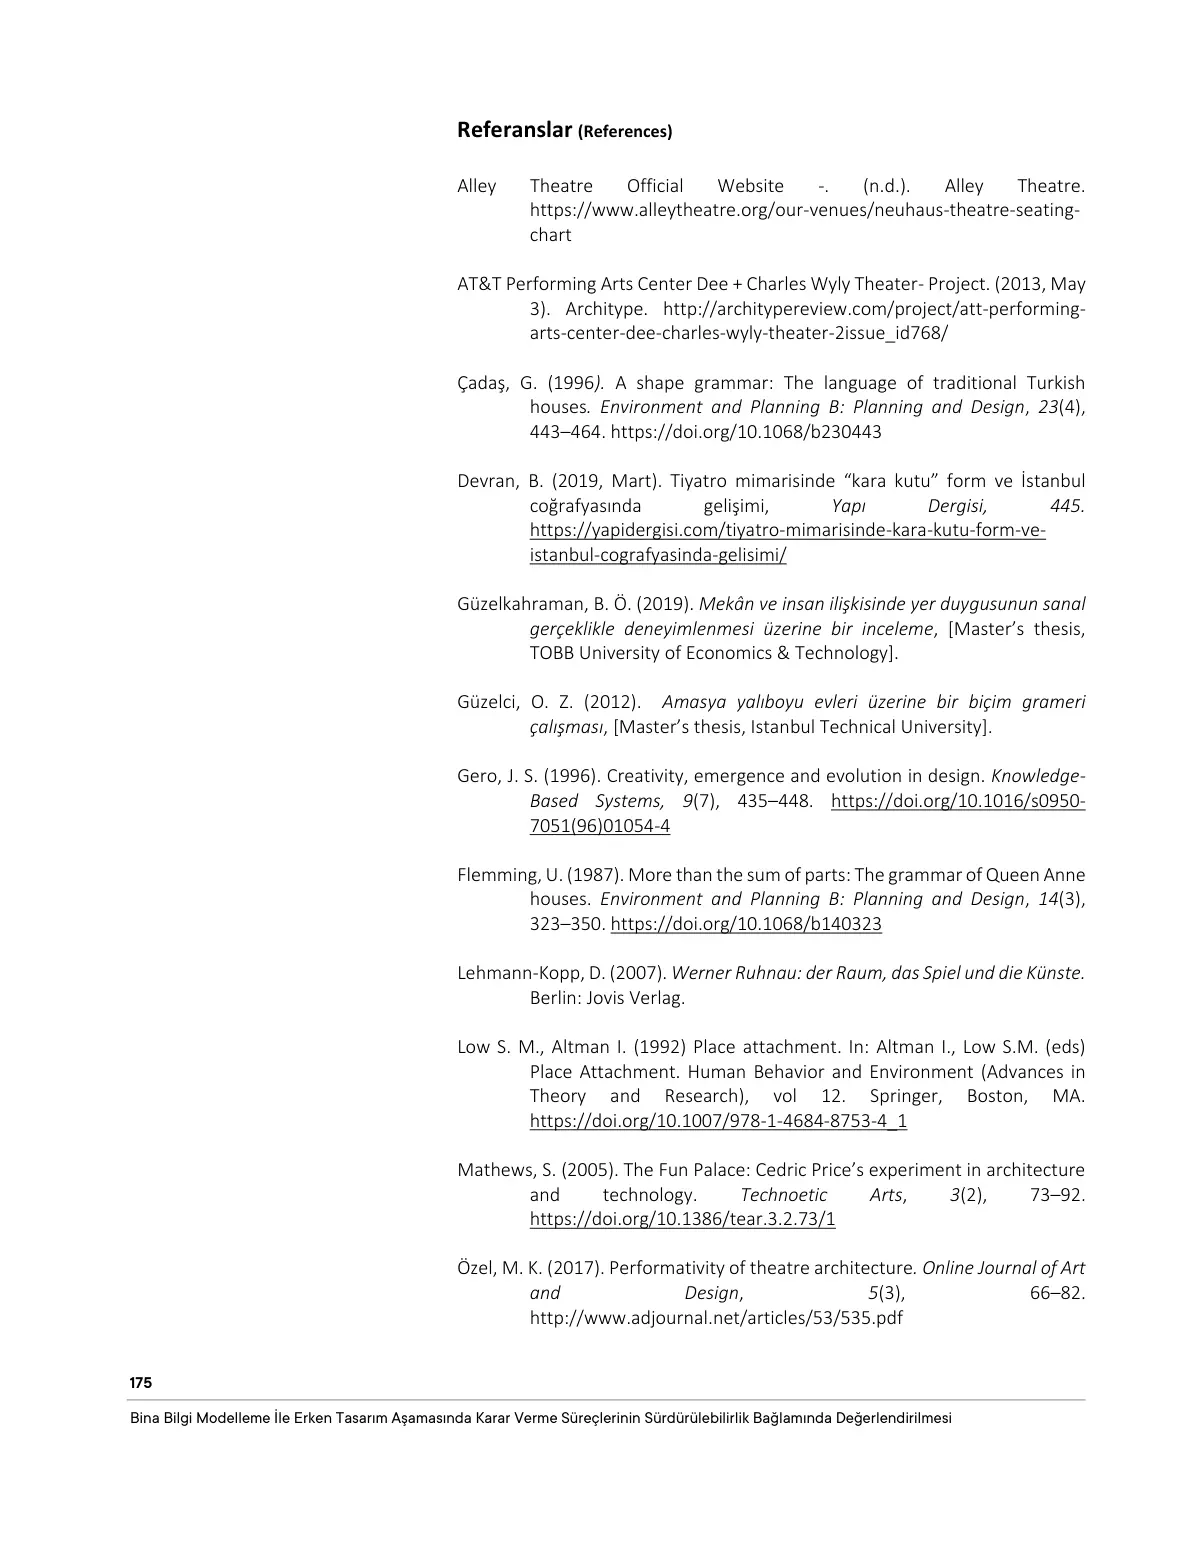 Referanslar (References)
Alley Theatre Official Website -. (n.d.). Alley Theatre.
https://www.alleytheatre.org/our-venues/neuhaus-theatre-seating-
chart
AT&T Performing Arts Center Dee + Charles Wyly Theater- Project. (2013, May
3). Architype. http://architypereview.com/project/att-performing-
arts-center-dee-charles-wyly-theater-2issue_id768/
Çadaş, G. (1996). A shape grammar: The language of traditional Turkish
houses. Environment and Planning B: Planning and Design, 23(4),
443–464. https://doi.org/10.1068/b230443
Devran, B. (2019, Mart). Tiyatro mimarisinde “kara kutu” form ve İstanbul
coğrafyasında gelişimi, Yapı Dergisi, 445.
https://yapidergisi.com/tiyatro-mimarisinde-kara-kutu-form-ve-
istanbul-cografyasinda-gelisimi/
Güzelkahraman, B. Ö. (2019). Mekân ve insan ilişkisinde yer duygusunun sanal
gerçeklikle deneyimlenmesi üzerine bir inceleme, [Master’s thesis,
TOBB University of Economics & Technology].
Güzelci, O. Z. (2012). Amasya yalıboyu evleri üzerine bir biçim grameri
çalışması, [Master’s thesis, Istanbul Technical University].
Gero, J. S. (1996). Creativity, emergence and evolution in design. Knowledge-
Based Systems, 9(7), 435–448. https://doi.org/10.1016/s0950-
7051(96)01054-4
Flemming, U. (1987). More than the sum of parts: The grammar of Queen Anne
houses. Environment and Planning B: Planning and Design, 14(3),
323–350. https://doi.org/10.1068/b140323
Lehmann-Kopp, D. (2007). Werner Ruhnau: der Raum, das Spiel und die Künste.
Berlin: Jovis Verlag.
Low S. M., Altman I. (1992) Place attachment. In: Altman I., Low S.M. (eds)
Place Attachment. Human Behavior and Environment (Advances in
Theory and Research), vol 12. Springer, Boston, MA.
https://doi.org/10.1007/978-1-4684-8753-4_1
Mathews, S. (2005). The Fun Palace: Cedric Price’s experiment in architecture
and technology. Technoetic Arts, 3(2), 73–92.
https://doi.org/10.1386/tear.3.2.73/1
Özel, M. K. (2017). Performativity of theatre architecture. Online Journal of Art
and Design, 5(3), 66–82.
http://www.adjournal.net/articles/53/535.pdf
175
Bina Bilgi Modelleme İle Erken Tasarım Aşamasında Karar Verme Süreçlerinin Sürdürülebilirlik Bağlamında Değerlendirilmesi